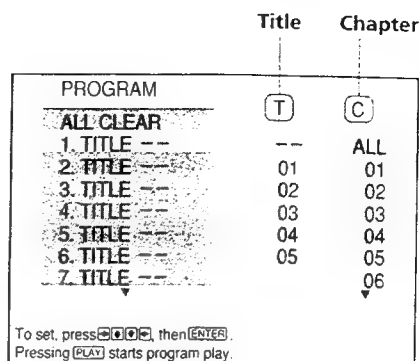 Title Chapter
PROGRAM
T C
ALL CLEAR
1. TITLE -- -- ALL
2. TITLE -- 01 01
3. TITLE -- 02 02
4. TITLE -- 03 03
5. TITLE -- 04 04
6. TITLE -- 05 05
7. TITLE -- 06
To set, press, then ENTER.
Pressing PLAY starts program play.